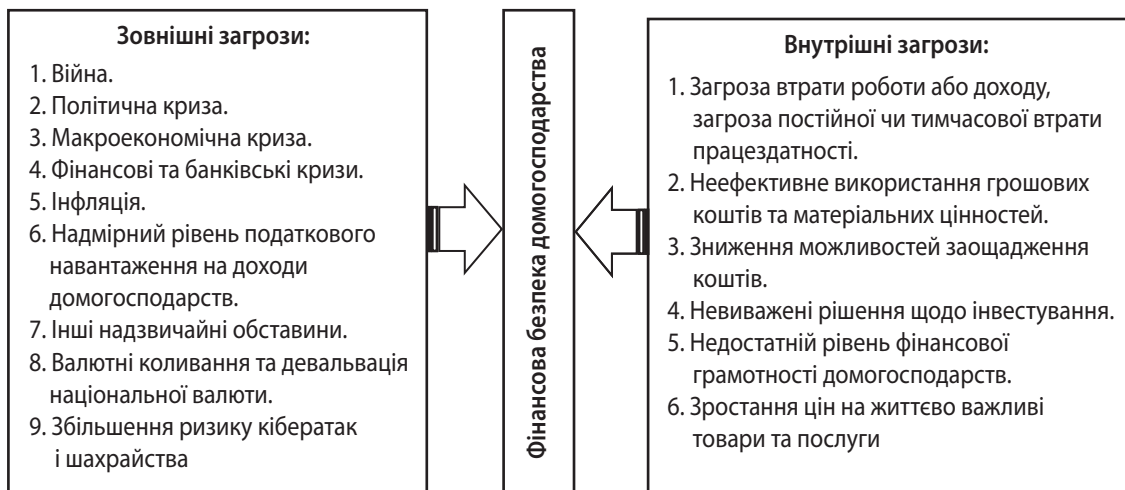 Зовнішні загрози:
1. Війна.
2. Політична криза.
3. Макроекономічна криза.
4. Фінансові та банківські кризи.
5. Інфляція.
6. Надмірний рівень податкового
навантаження на доходи
домогосподарств.
7. Інші надзвичайні обставини.
8. Валютні коливання та девальвація
національної валюти.
9. Збільшення ризику кібератак
і шахрайства
Фінансова безпека домогосподарства
Внутрішні загрози:
1. Загроза втрати роботи або доходу,
загроза постійної чи тимчасової втрати
працездатності.
2. Неефективне використання грошових
коштів та матеріальних цінностей.
3. Зниження можливостей заощадження
коштів.
4. Невиважені рішення щодо інвестування.
5. Недостатній рівень фінансової
грамотності домогосподарств.
6. Зростання цін на життєво важливі
товари та послуги